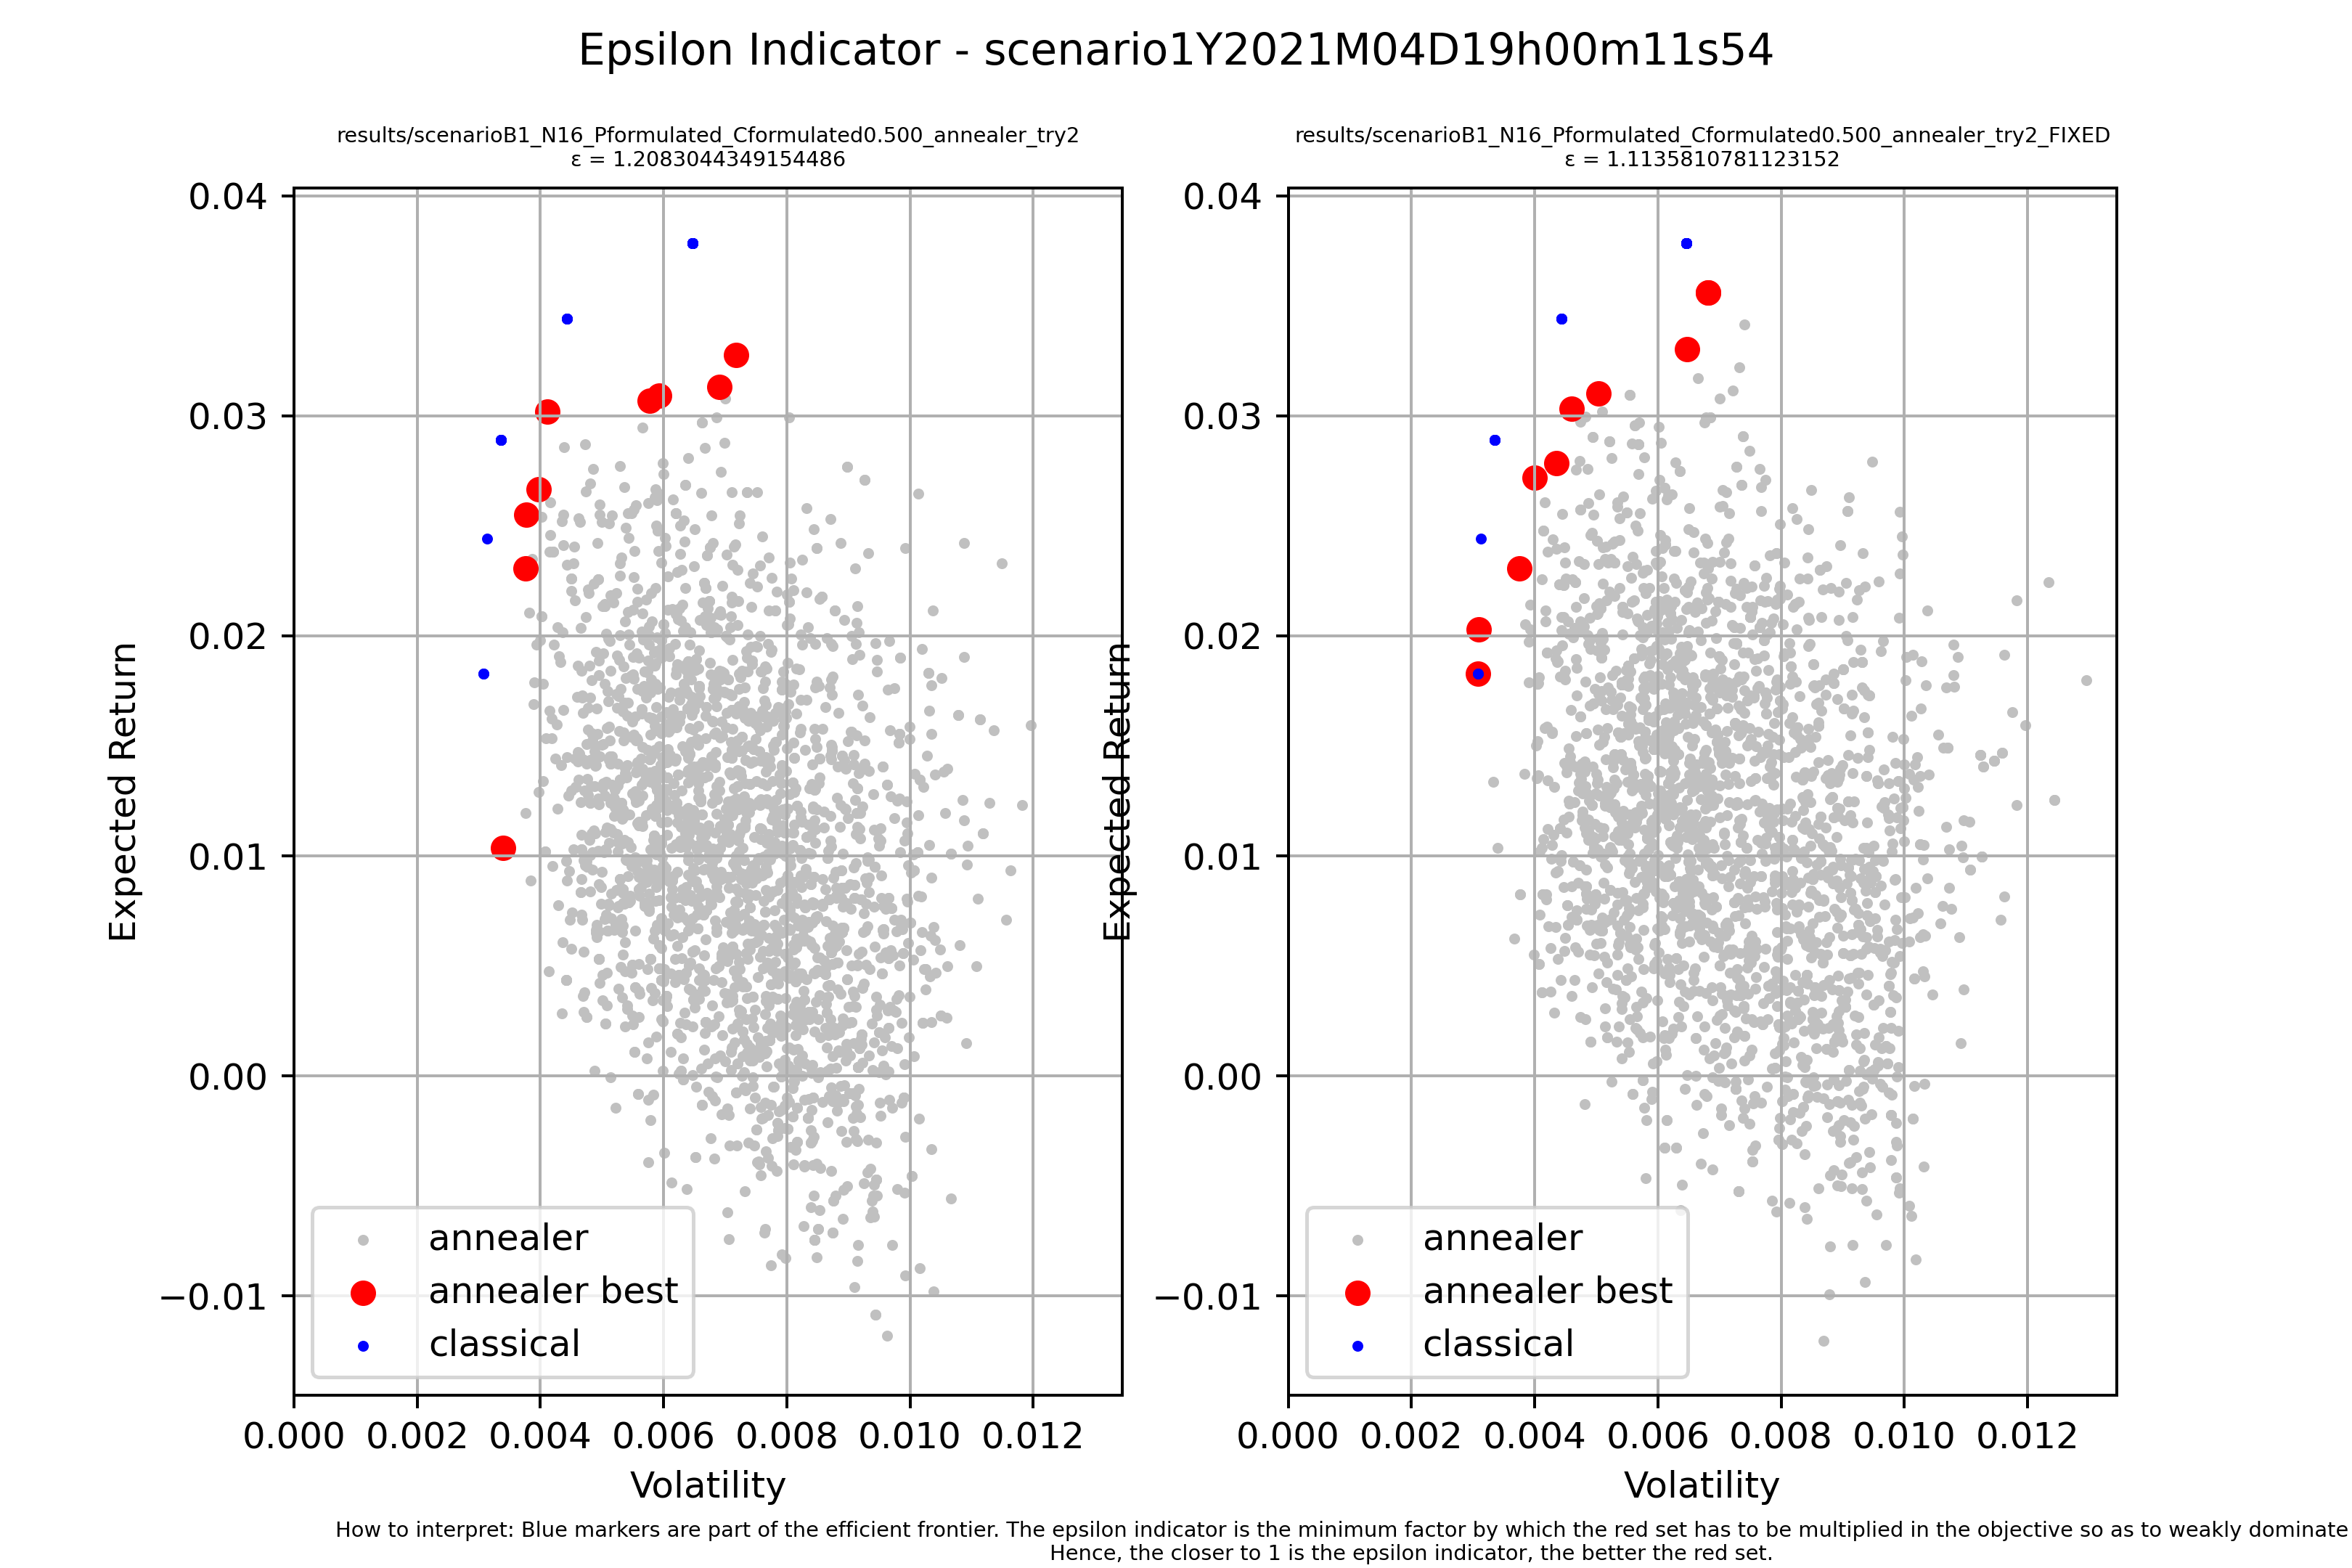 Epsilon Indicator - scenario1Y2021M04D19h00m11s54
results/scenarioB1_N16_Pformulated_Cformulated0.500_annealer_try2
ε = 1.2083044349154486
0.04
0.03
0.02
0.01
0.00
−0.01
Expected Return
annealer
annealer best
classical
0.000 0.002 0.004 0.006 0.008 0.010 0.012
Volatility
results/scenarioB1_N16_Pformulated_Cformulated0.500_annealer_try2_FIXED
ε = 1.1135810781123152
0.04
0.03
0.02
0.01
0.00
−0.01
Expected Return
annealer
annealer best
classical
0.000 0.002 0.004 0.006 0.008 0.010 0.012
Volatility
How to interpret: Blue markers are part of the efficient frontier. The epsilon indicator is the minimum factor by which the red set has to be multiplied in the objective so as to weakly dominate
Hence, the closer to 1 is the epsilon indicator, the better the red set.